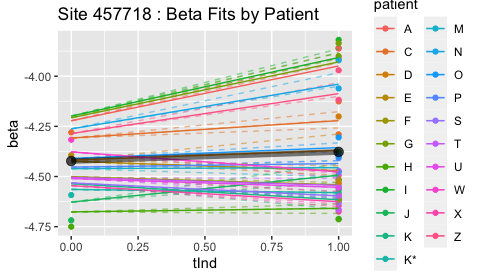 Site 457718 : Beta Fits by Patient
patient
beta
-4.00
-4.25
-4.50
-4.75
0.00 0.25 0.50 0.75 1.00
tInd
A M
C N
D O
E P
F S
G T
H U
I W
J X
K Z
K*